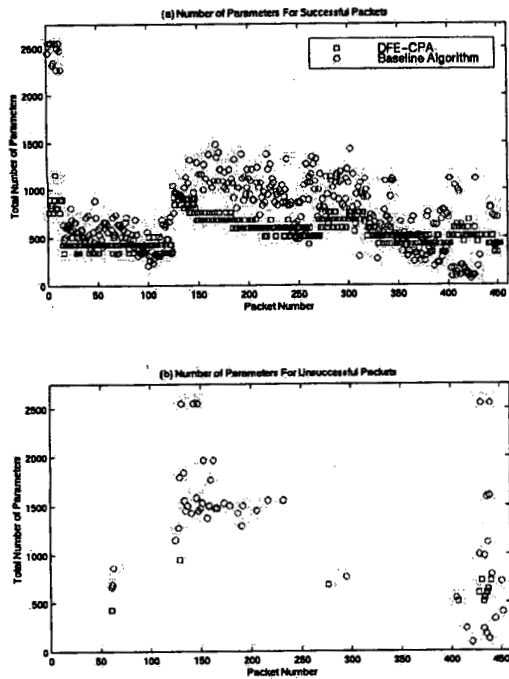 (a) Number of Parameters For Successful Packets
Total Number of Parameters
2500
2000
1500
1000
500
0
DFE-CPA
Baseline Algorithm
0 50 100 150 200 250 300 350 400 450
Packet Number
(b) Number of Parameters For Unsuccessful Packets
Total Number of Parameters
2500
2000
1500
1000
500
0
0 50 100 150 200 250 300 350 400 450
Packet Number